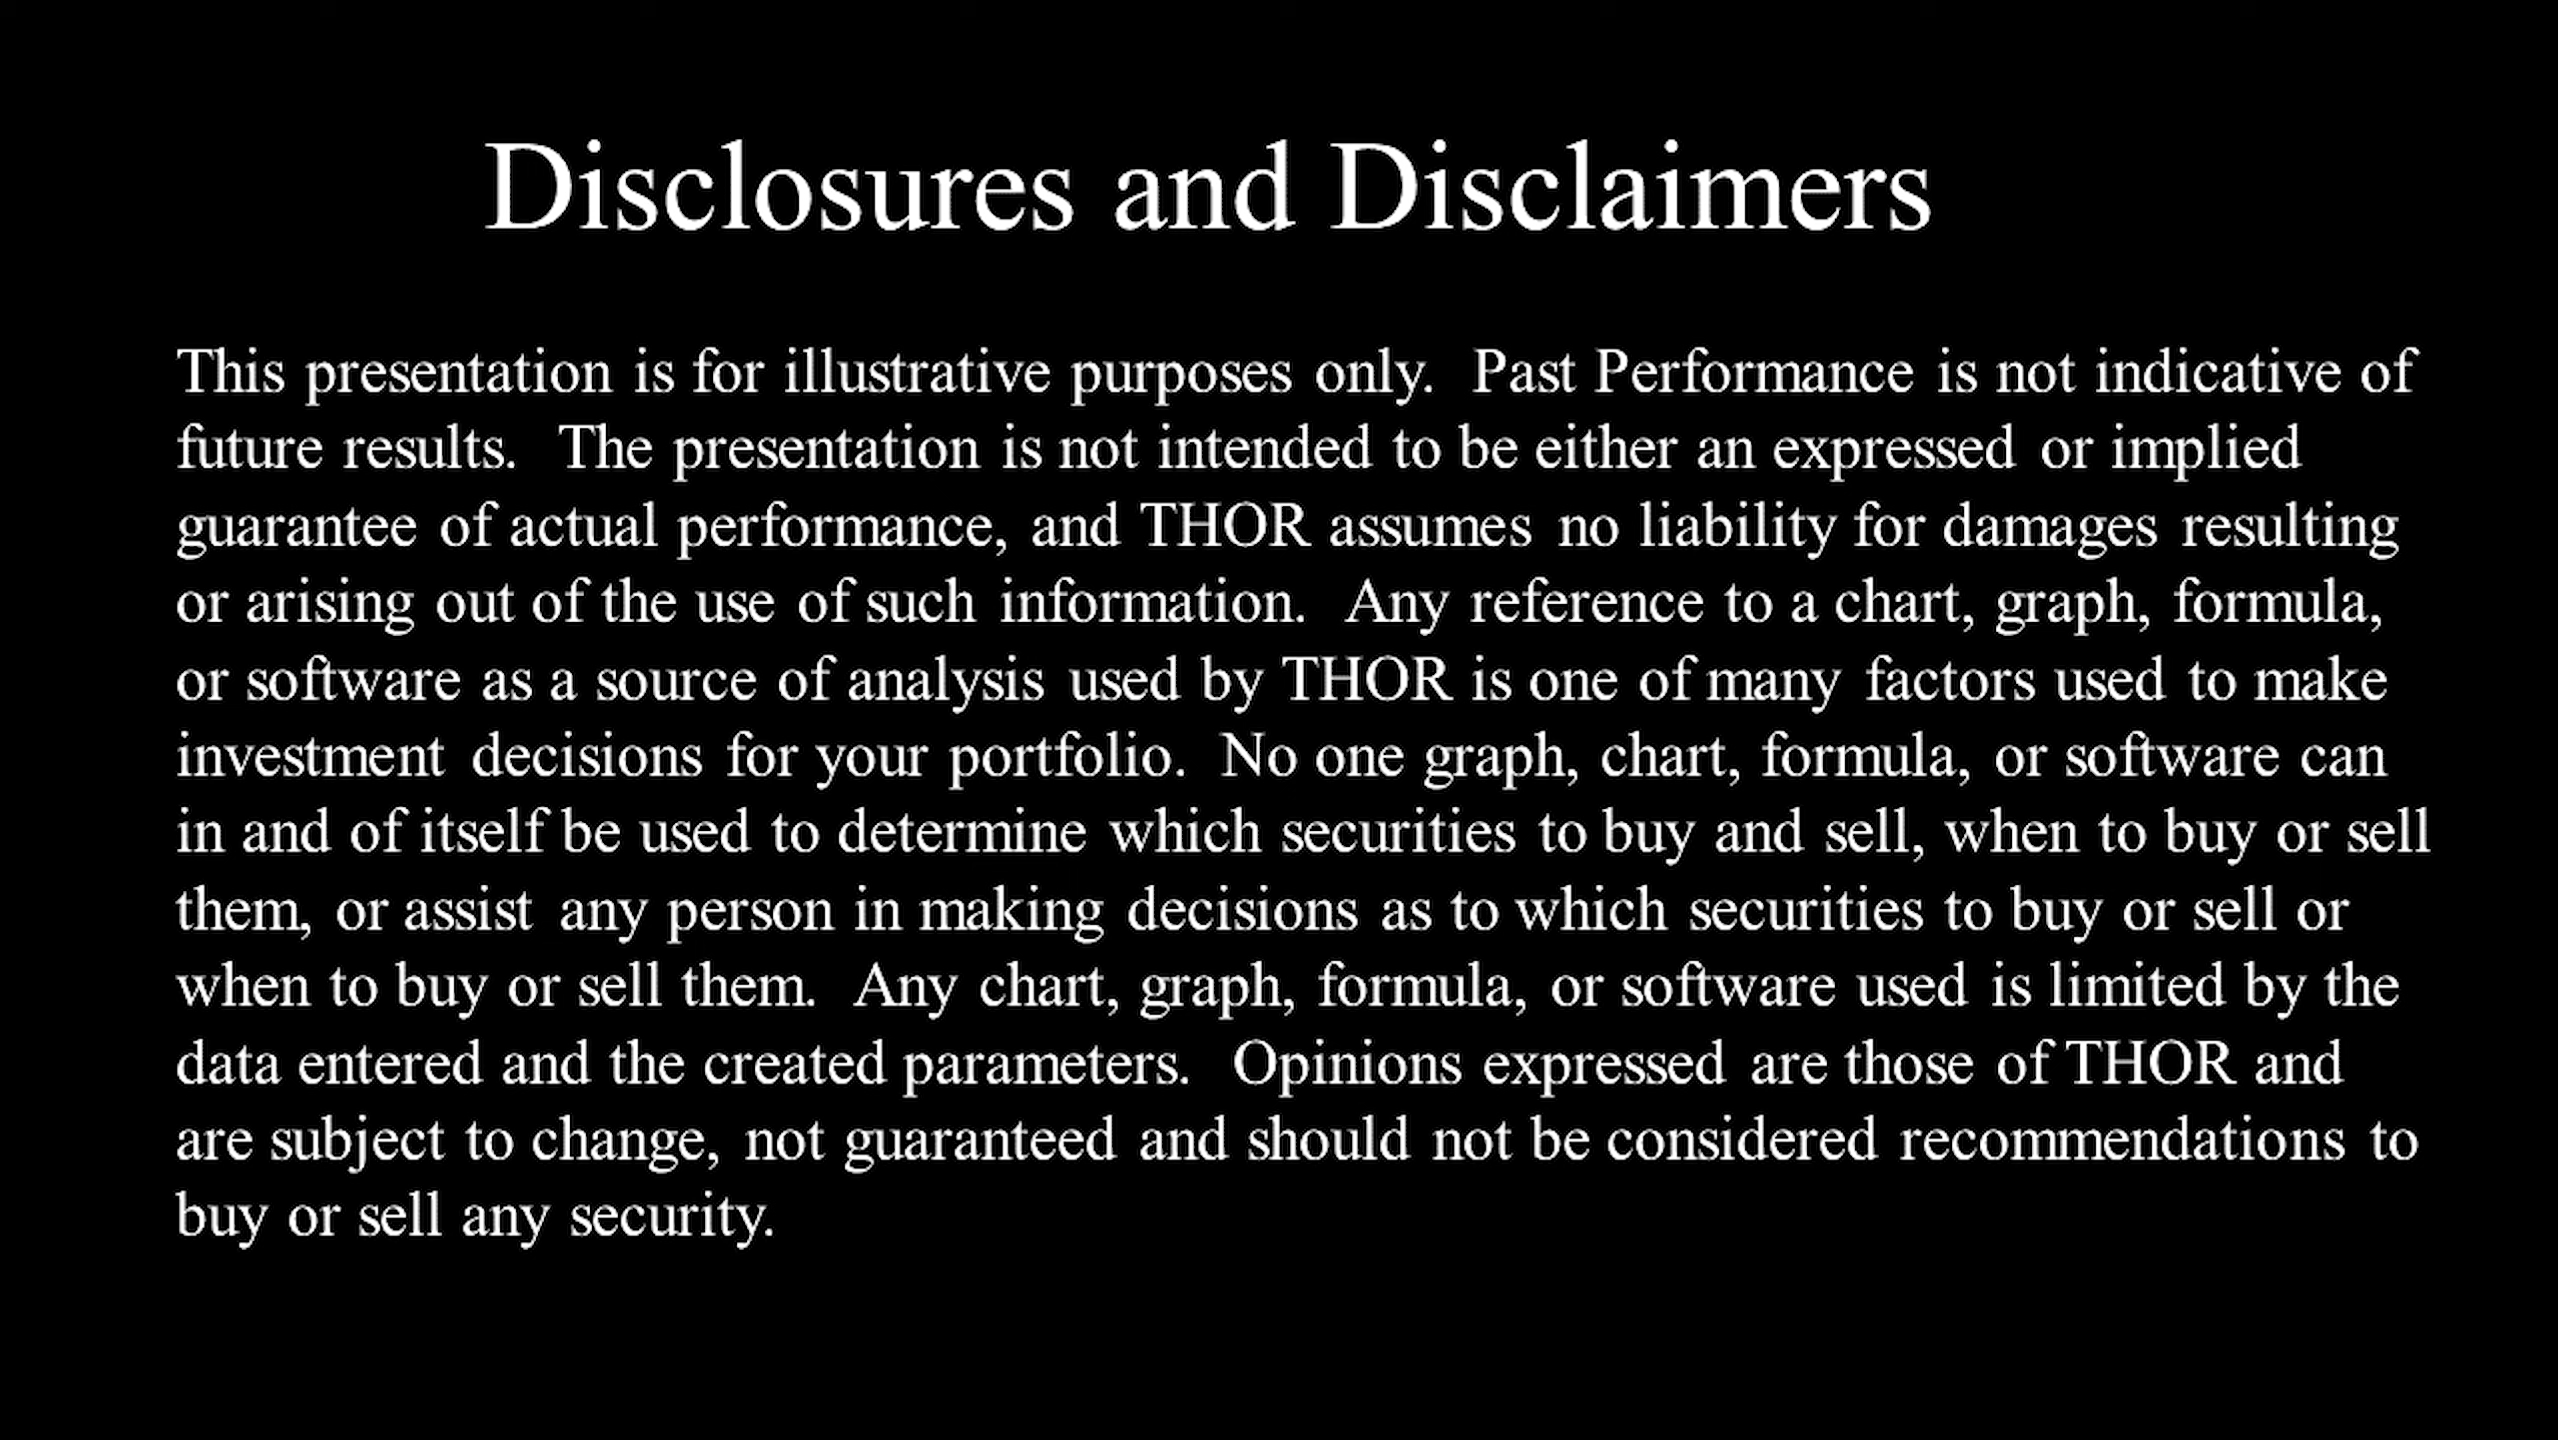 Disclosures and Disclaimers
This presentation is for illustrative purposes only.  Past Performance is not indicative of
future results.  The presentation is not intended to be either an expressed or implied
guarantee of actual performance, and THOR assumes no liability for damages resulting
or arising out of the use of such information.  Any reference to a chart, graph, formula,
or software as a source of analysis used by THOR is one of many factors used to make
investment decisions for your portfolio.  No one graph, chart, formula, or software can
in and of itself be used to determine which securities to buy and sell, when to buy or sell
them, or assist any person in making decisions as to which securities to buy or sell or
when to buy or sell them.  Any chart, graph, formula, or software used is limited by the
data entered and the created parameters.  Opinions expressed are those of THOR and
are subject to change, not guaranteed and should not be considered recommendations to
buy or sell any security.